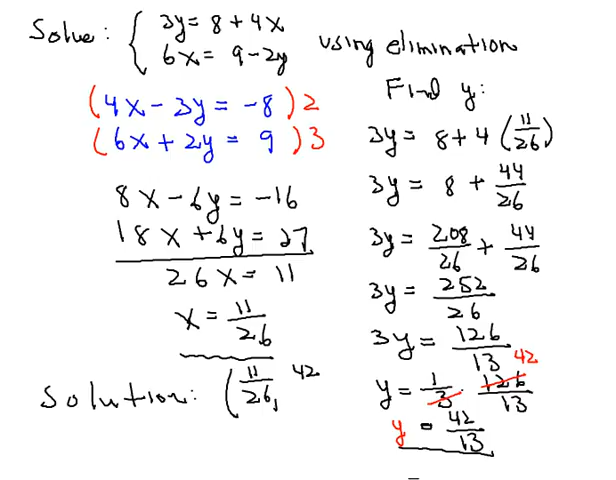 Solve: { 3y = 8 + 4x
6x = 9 - 2y
using elimination
(4x - 3y = -8) 2
(6x + 2y = 9) 3
8x - 6y = -16
18x + 6y = 27
26x = 11
x = 11/26
Solution: (11/26, 42
Find y:
3y = 8 + 4 (11/26)
3y = 8 + 44/26
3y = 208/26 + 44/26
3y = 252/26
3y = 126/13
42
y = 1/3 · 126/13
y = 42/13